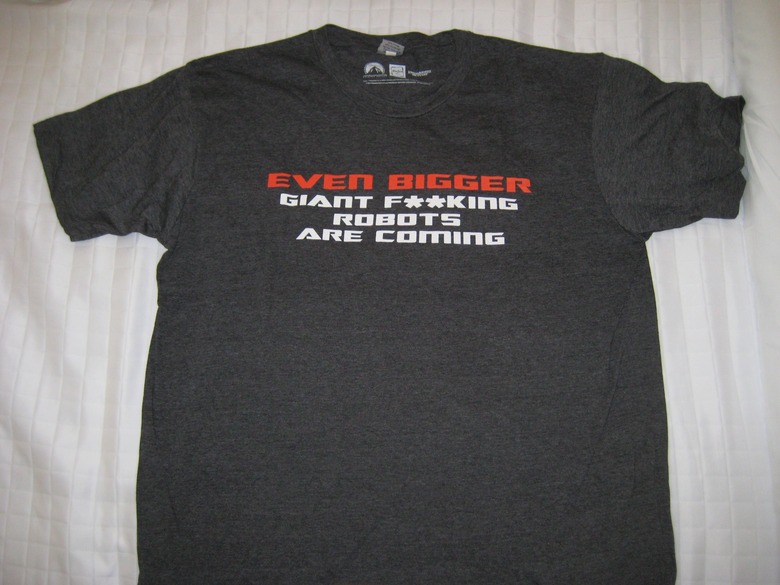 EVEN BIGGER
GIANT F**KING
ROBOTS
ARE COMING